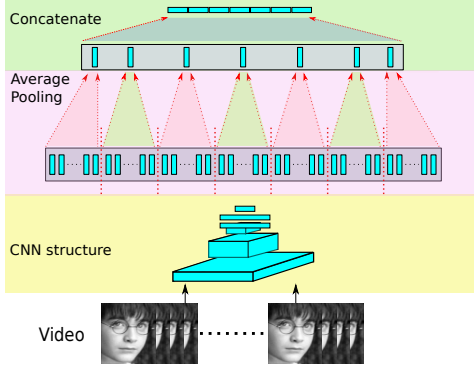 Concatenate
Average
Pooling
CNN structure
Video